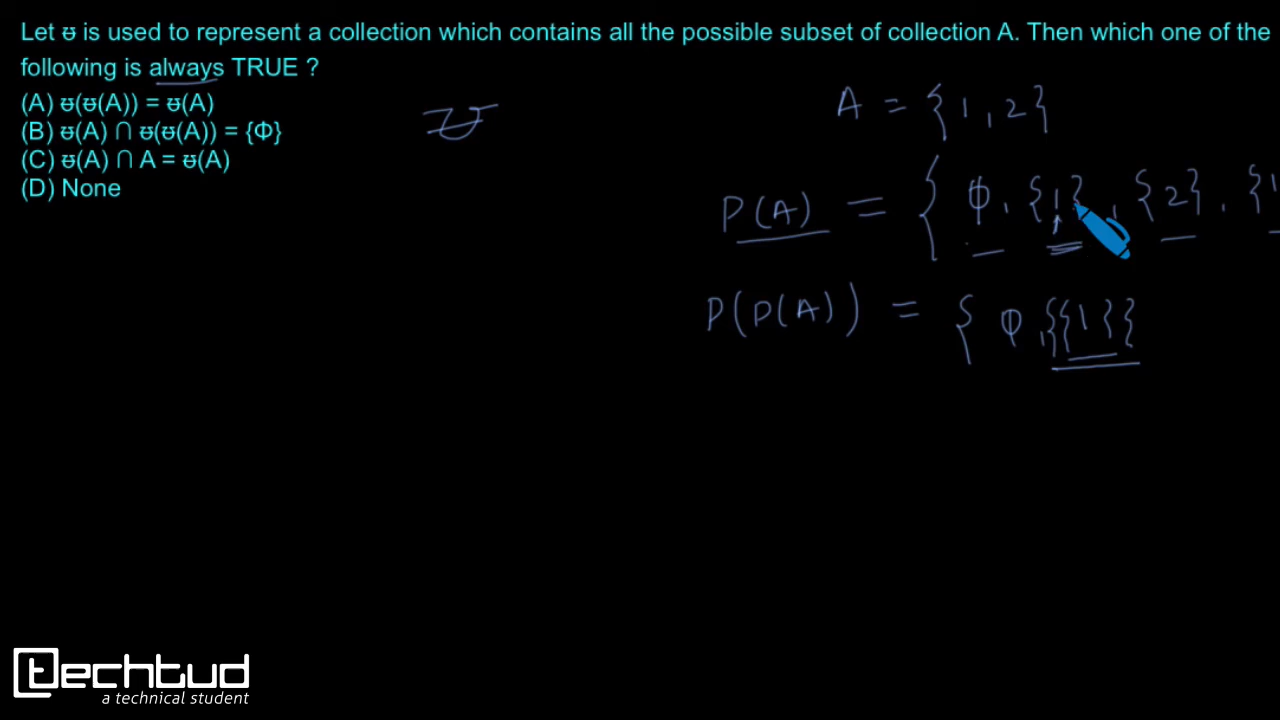 Let ʊ̶ is used to represent a collection which contains all the possible subset of collection A. Then which one of the
following is always TRUE ?
(A) ʊ̶(ʊ̶(A)) = ʊ̶(A)
(B) ʊ̶(A) ∩ ʊ̶(ʊ̶(A)) = {Φ}
(C) ʊ̶(A) ∩ A = ʊ̶(A)
(D) None
ʊ̶
A = {1, 2}
P(A) = { φ, {1}, {2}, {1
P(P(A)) = { φ, {{1}}
techtud
a technical student